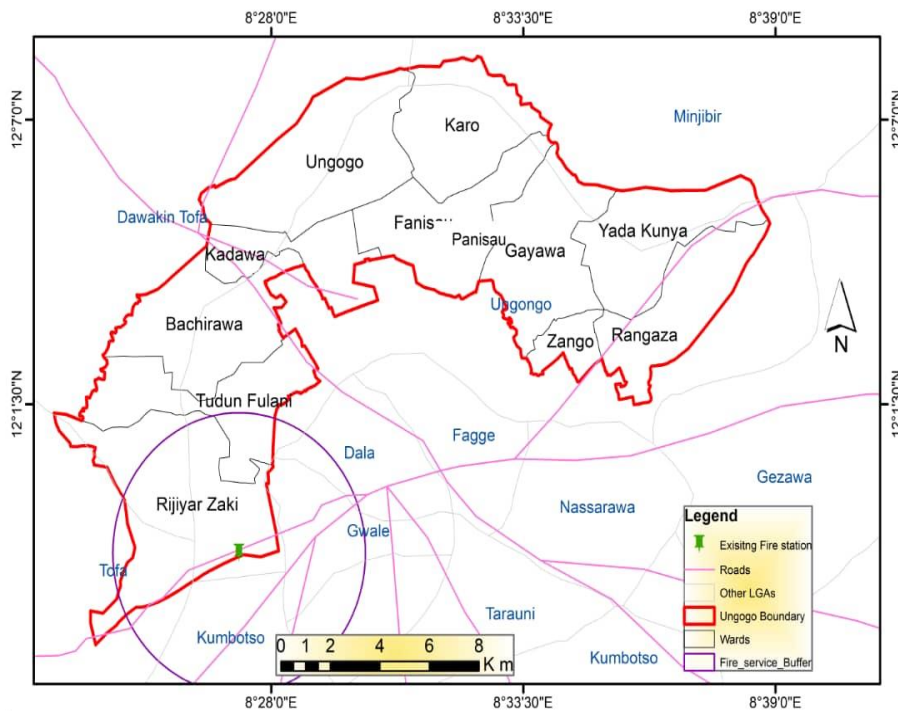 8°28'0"E
8°33'30"E
8°39'0"E
12°7'0"N
12°7'0"N
Minjibir
Karo
Ungogo
Dawakin Tofa
Yada Kunya
Panisau
Gayawa
Kadawa
Ungongo
Bachirawa
Zango
Rangaza
N
12°1'30"N
12°1'30"N
Tudun Fulani
Fagge
Dala
Gezawa
Rijiyar Zaki
Nassarawa
Gwale
Tofa
Tarauni
Kumbotso
Kumbotso
Legend
Exisitng Fire station
Roads
Other LGAs
Ungogo Boundary
Wards
Fire_service_Buffer
0 1 2 4 6 8
K m
8°28'0"E
8°33'30"E
8°39'0"E